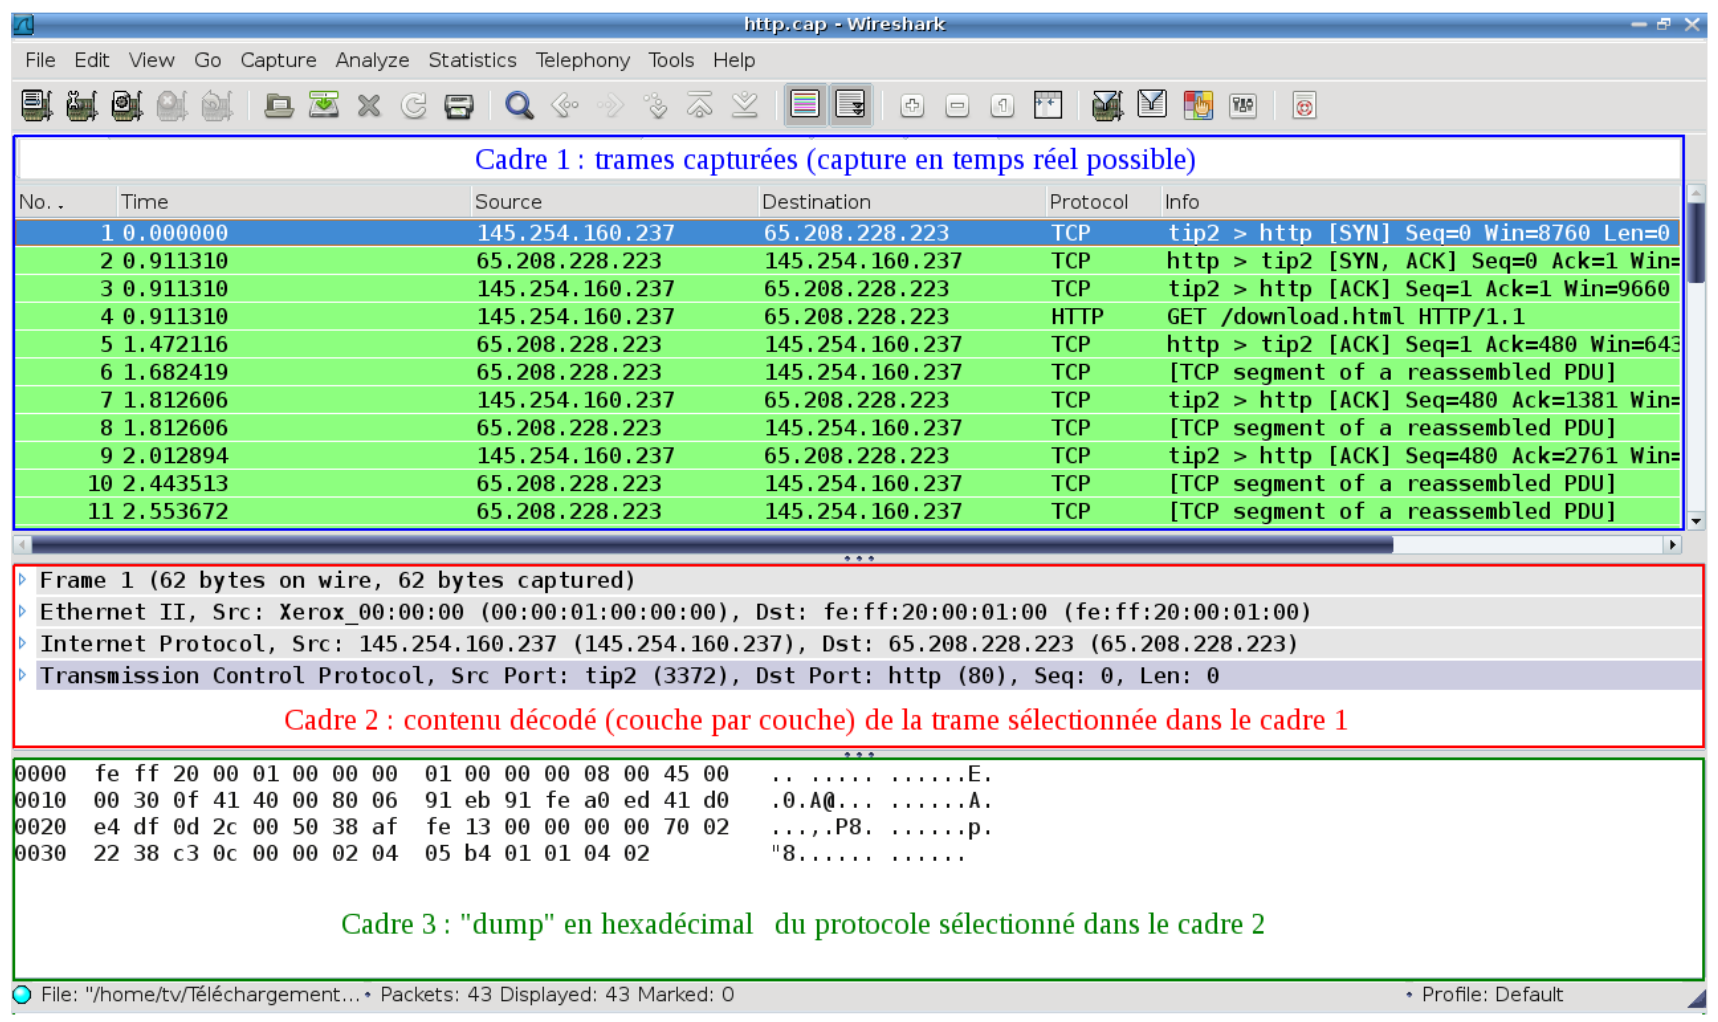 http.cap - Wireshark
File Edit View Go Capture Analyze Statistics Telephony Tools Help
Cadre 1 : trames capturées (capture en temps réel possible)
No. . Time Source Destination Protocol Info
1 0.000000 145.254.160.237 65.208.228.223 TCP tip2 > http [SYN] Seq=0 Win=8760 Len=0
2 0.911310 65.208.228.223 145.254.160.237 TCP http > tip2 [SYN, ACK] Seq=0 Ack=1 Win=
3 0.911310 145.254.160.237 65.208.228.223 TCP tip2 > http [ACK] Seq=1 Ack=1 Win=9660
4 0.911310 145.254.160.237 65.208.228.223 HTTP GET /download.html HTTP/1.1
5 1.472116 65.208.228.223 145.254.160.237 TCP http > tip2 [ACK] Seq=1 Ack=480 Win=643
6 1.682419 65.208.228.223 145.254.160.237 TCP [TCP segment of a reassembled PDU]
7 1.812606 145.254.160.237 65.208.228.223 TCP tip2 > http [ACK] Seq=480 Ack=1381 Win=
8 1.812606 65.208.228.223 145.254.160.237 TCP [TCP segment of a reassembled PDU]
9 2.012894 145.254.160.237 65.208.228.223 TCP tip2 > http [ACK] Seq=480 Ack=2761 Win=
10 2.443513 65.208.228.223 145.254.160.237 TCP [TCP segment of a reassembled PDU]
11 2.553672 65.208.228.223 145.254.160.237 TCP [TCP segment of a reassembled PDU]
Frame 1 (62 bytes on wire, 62 bytes captured)
Ethernet II, Src: Xerox_00:00:00 (00:00:01:00:00:00), Dst: fe:ff:20:00:01:00 (fe:ff:20:00:01:00)
Internet Protocol, Src: 145.254.160.237 (145.254.160.237), Dst: 65.208.228.223 (65.208.228.223)
Transmission Control Protocol, Src Port: tip2 (3372), Dst Port: http (80), Seq: 0, Len: 0
Cadre 2 : contenu décodé (couche par couche) de la trame sélectionnée dans le cadre 1
0000 fe ff 20 00 01 00 00 00 01 00 00 00 08 00 45 00 .. ..... ......E.
0010 00 30 0f 41 40 00 80 06 91 eb 91 fe a0 ed 41 d0 .0.A@... ......A.
0020 e4 df 0d 2c 00 50 38 af fe 13 00 00 00 00 70 02 ...,.P8. ......p.
0030 22 38 c3 0c 00 00 02 04 05 b4 01 01 04 02 "8...... ......
Cadre 3 : "dump" en hexadécimal du protocole sélectionné dans le cadre 2
File: "/home/tv/Téléchargement... Packets: 43 Displayed: 43 Marked: 0 Profile: Default